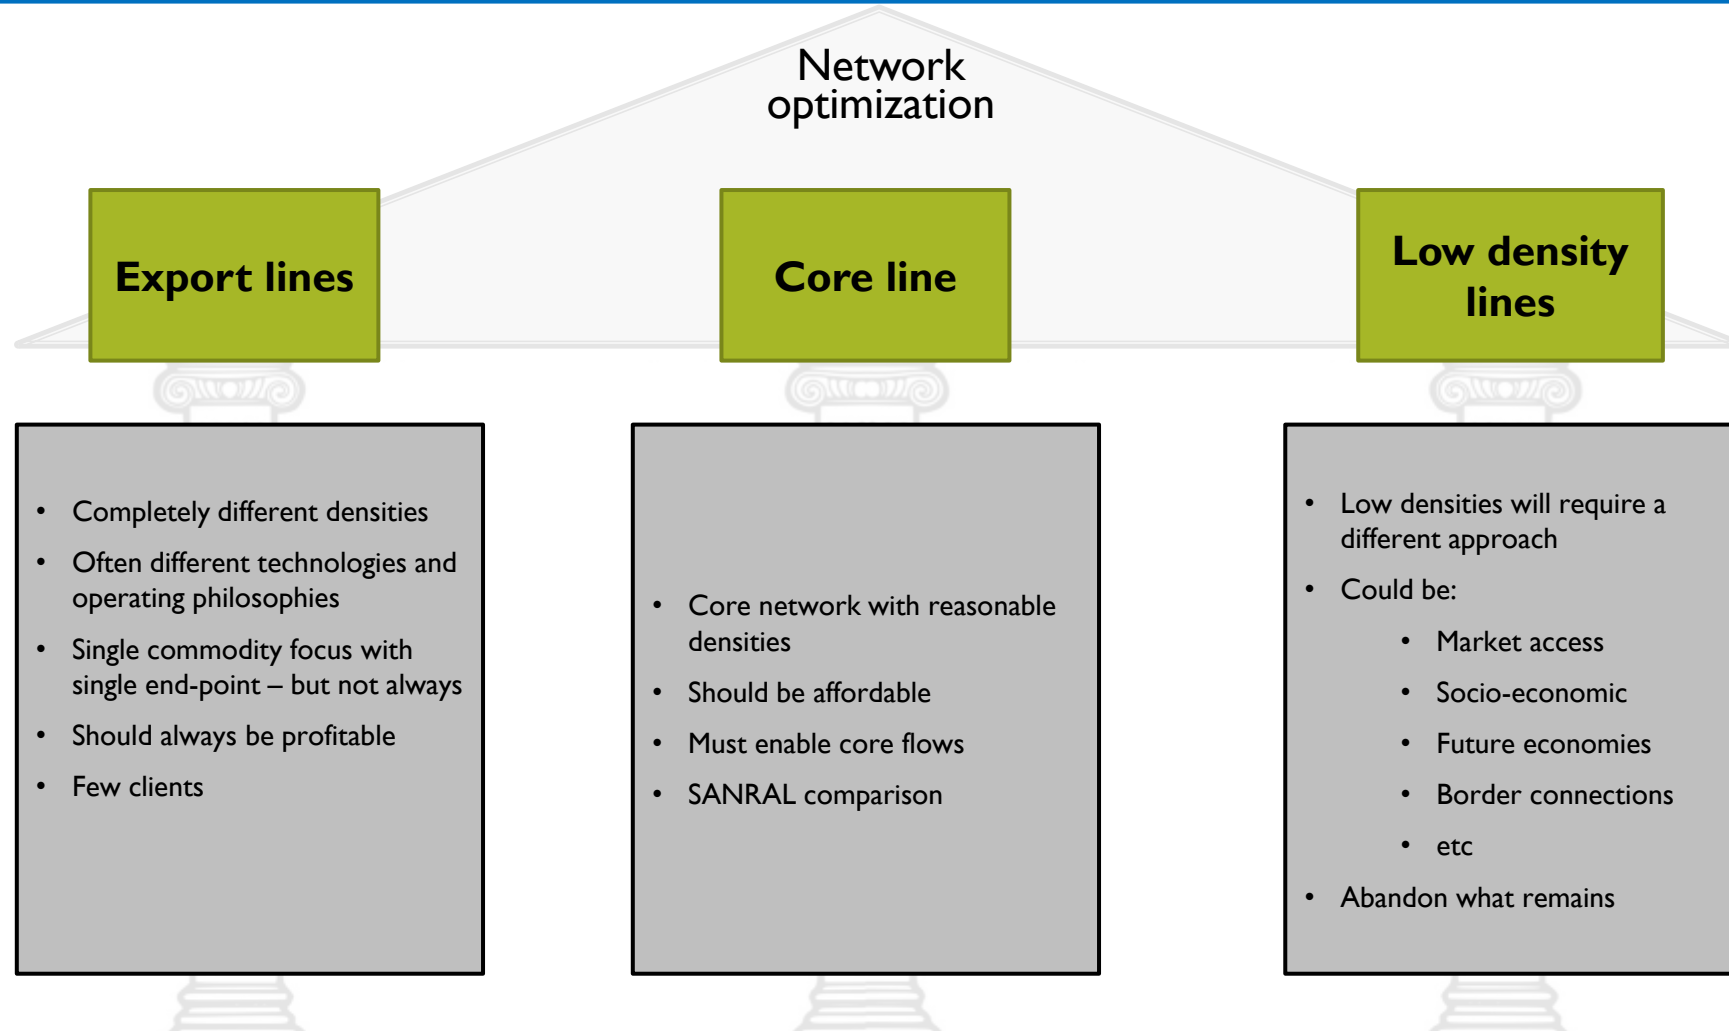 Network
optimization
Export lines
Core line
Low density
lines
• Completely different densities
• Often different technologies and
operating philosophies
• Single commodity focus with
single end-point – but not always
• Should always be profitable
• Few clients
• Core network with reasonable
densities
• Should be affordable
• Must enable core flows
• SANRAL comparison
• Low densities will require a
different approach
• Could be:
• Market access
• Socio-economic
• Future economies
• Border connections
• etc
• Abandon what remains